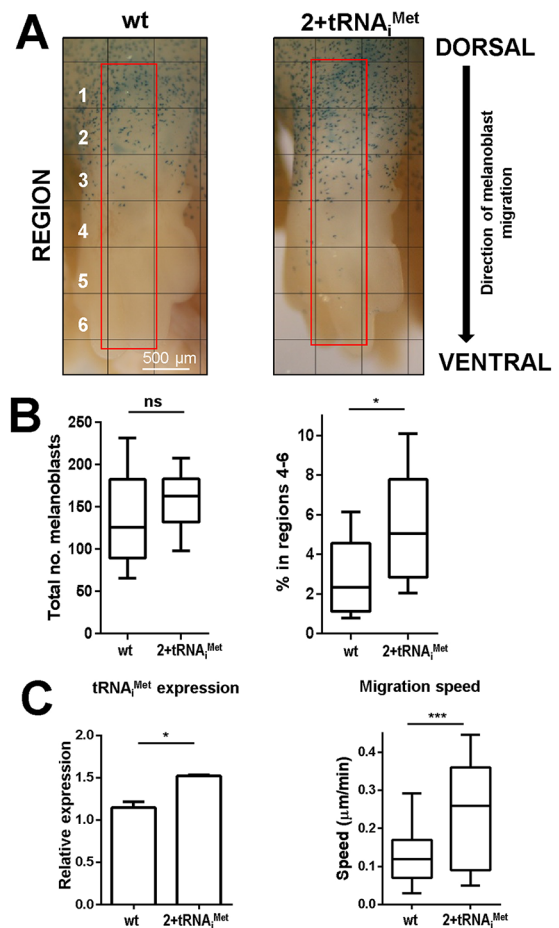 A
wt
2+tRNAiMet
DORSAL
REGION
1
2
3
4
5
6
500 µm
Direction of melanoblast
migration
VENTRAL
B
ns
Total no. melanoblasts
250
200
150
100
50
0
wt
2+tRNAiMet
*
% in regions 4-6
10
8
6
4
2
0
wt
2+tRNAiMet
C
tRNAiMet expression
*
Relative expression
2.0
1.5
1.0
0.5
0.0
wt
2+tRNAiMet
Migration speed
***
Speed (µm/min)
0.4
0.3
0.2
0.1
0.0
wt
2+tRNAiMet